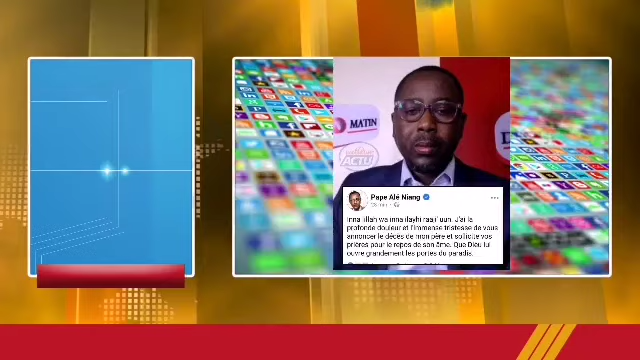 MATIN
ACTU
Pape Alé Niang
Inna lillah wa inna ilayhi raaji'uun. J'ai la
profonde douleur et l'immense tristesse de vous
annoncer le décès de mon père et sollicite vos
prières pour le repos de son âme. Que Dieu lui
ouvre grandement les portes du paradis.